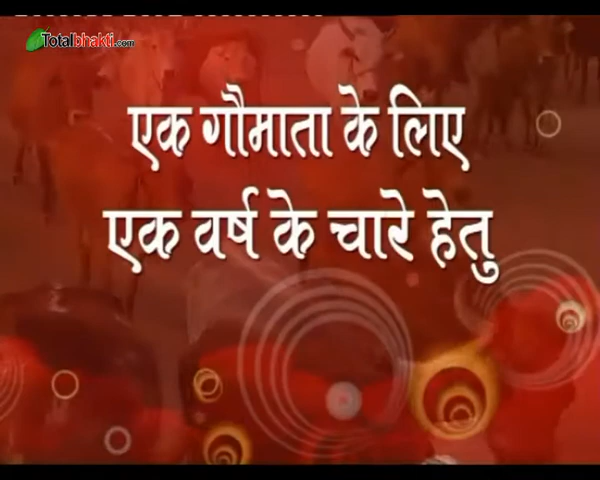 Totalbhakti.com
एक गौमाता के लिए
एक वर्ष के चारे हेतु